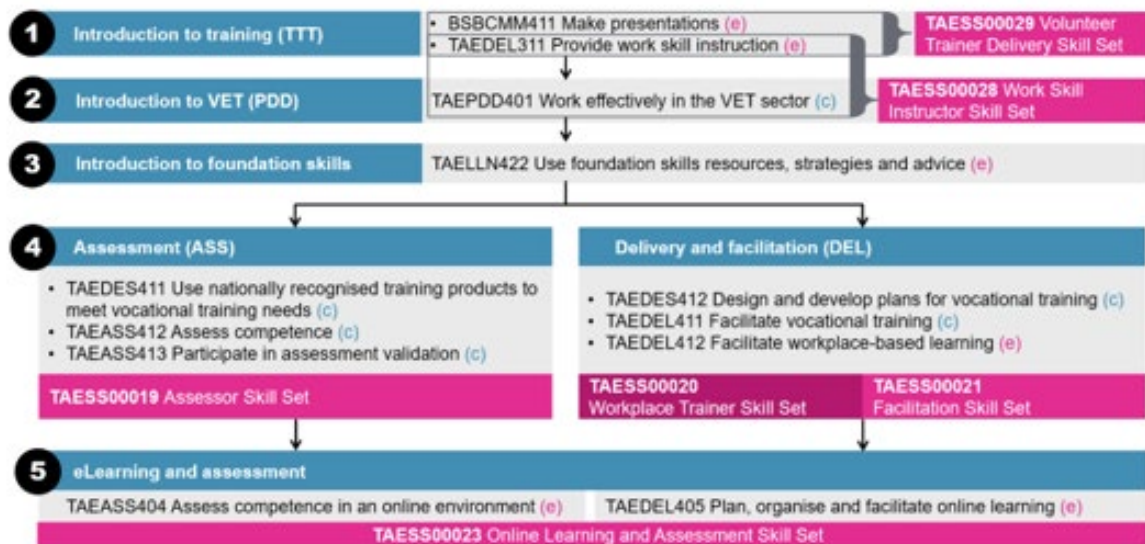 1
Introduction to training (TTT)
• BSBCMM411 Make presentations (e)
• TAEDEL311 Provide work skill instruction (e)
TAESS00029 Volunteer
Trainer Delivery Skill Set
2
Introduction to VET (PDD)
TAEPDD401 Work effectively in the VET sector (c)
TAESS00028 Work Skill
Instructor Skill Set
3
Introduction to foundation skills
TAELLN422 Use foundation skills resources, strategies and advice (e)
4
Assessment (ASS)
• TAEDES411 Use nationally recognised training products to
meet vocational training needs (c)
• TAEASS412 Assess competence (c)
• TAEASS413 Participate in assessment validation (c)
TAESS00019 Assessor Skill Set
Delivery and facilitation (DEL)
• TAEDES412 Design and develop plans for vocational training (c)
• TAEDEL411 Facilitate vocational training (c)
• TAEDEL412 Facilitate workplace-based learning (e)
TAESS00020
Workplace Trainer Skill Set
TAESS00021
Facilitation Skill Set
5
eLearning and assessment
TAEASS404 Assess competence in an online environment (e)
TAEDEL405 Plan, organise and facilitate online learning (e)
TAESS00023 Online Learning and Assessment Skill Set